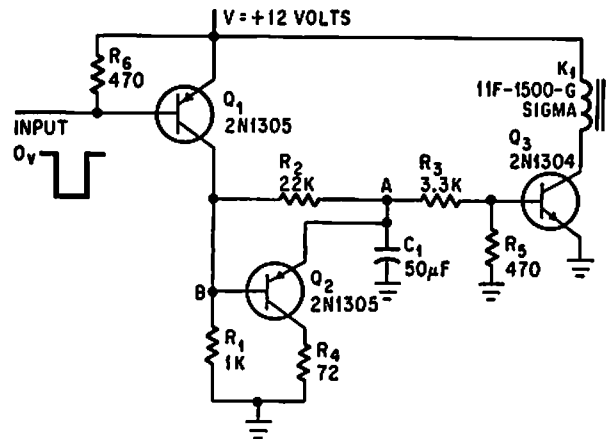 V = +12 VOLTS
R6
470
INPUT
0v
Q1
2N1305
K1
11F-1500-G
SIGMA
Q3
2N1304
R2
22K
A
R3
3.3K
C1
50μF
R5
470
B
Q2
2N1305
R1
1K
R4
72